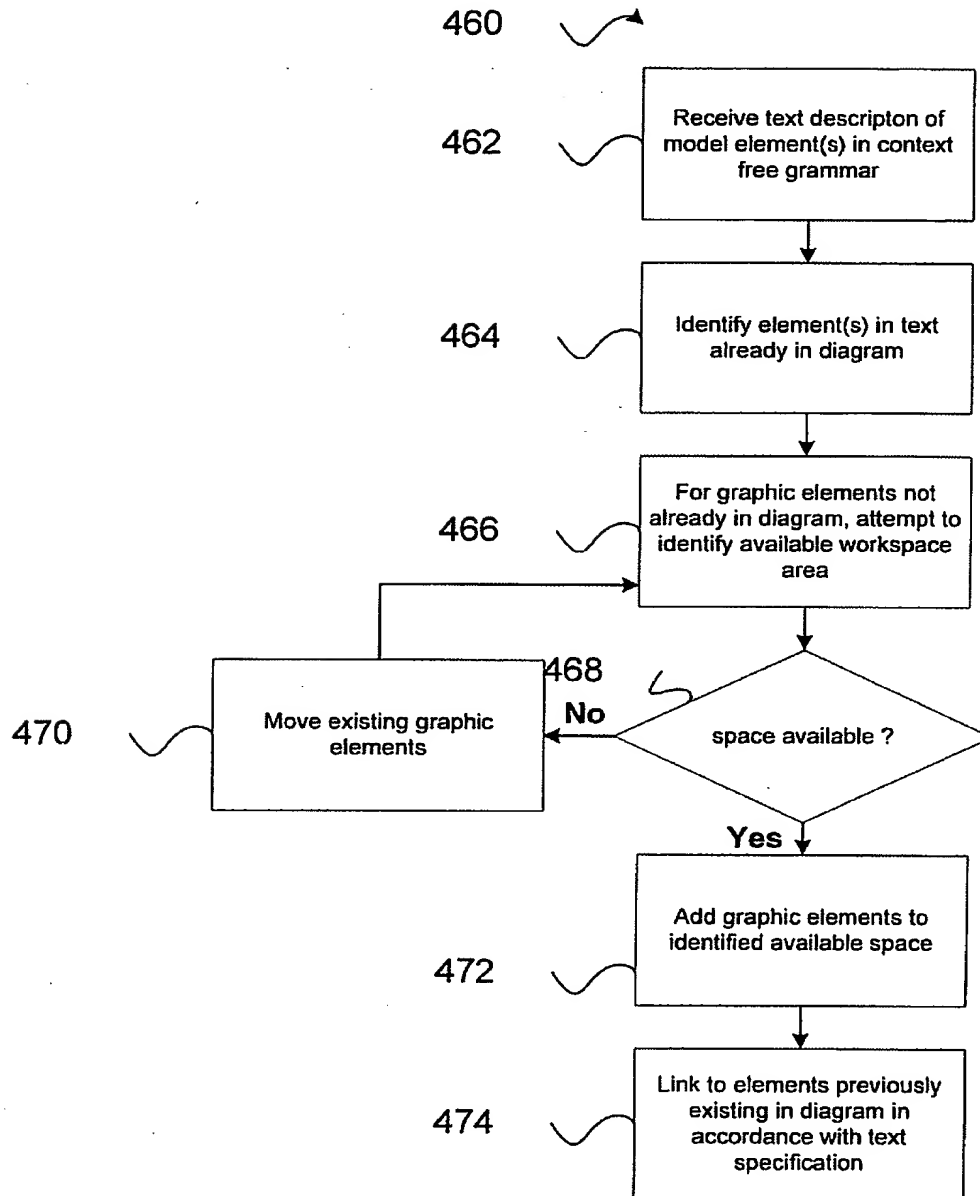 460
462
Receive text descripton of
model element(s) in context
free grammar
464
Identify element(s) in text
already in diagram
466
For graphic elements not
already in diagram, attempt to
identify available workspace
area
468
470
Move existing graphic
elements
No
space available ?
Yes
472
Add graphic elements to
identified available space
474
Link to elements previously
existing in diagram in
accordance with text
specification